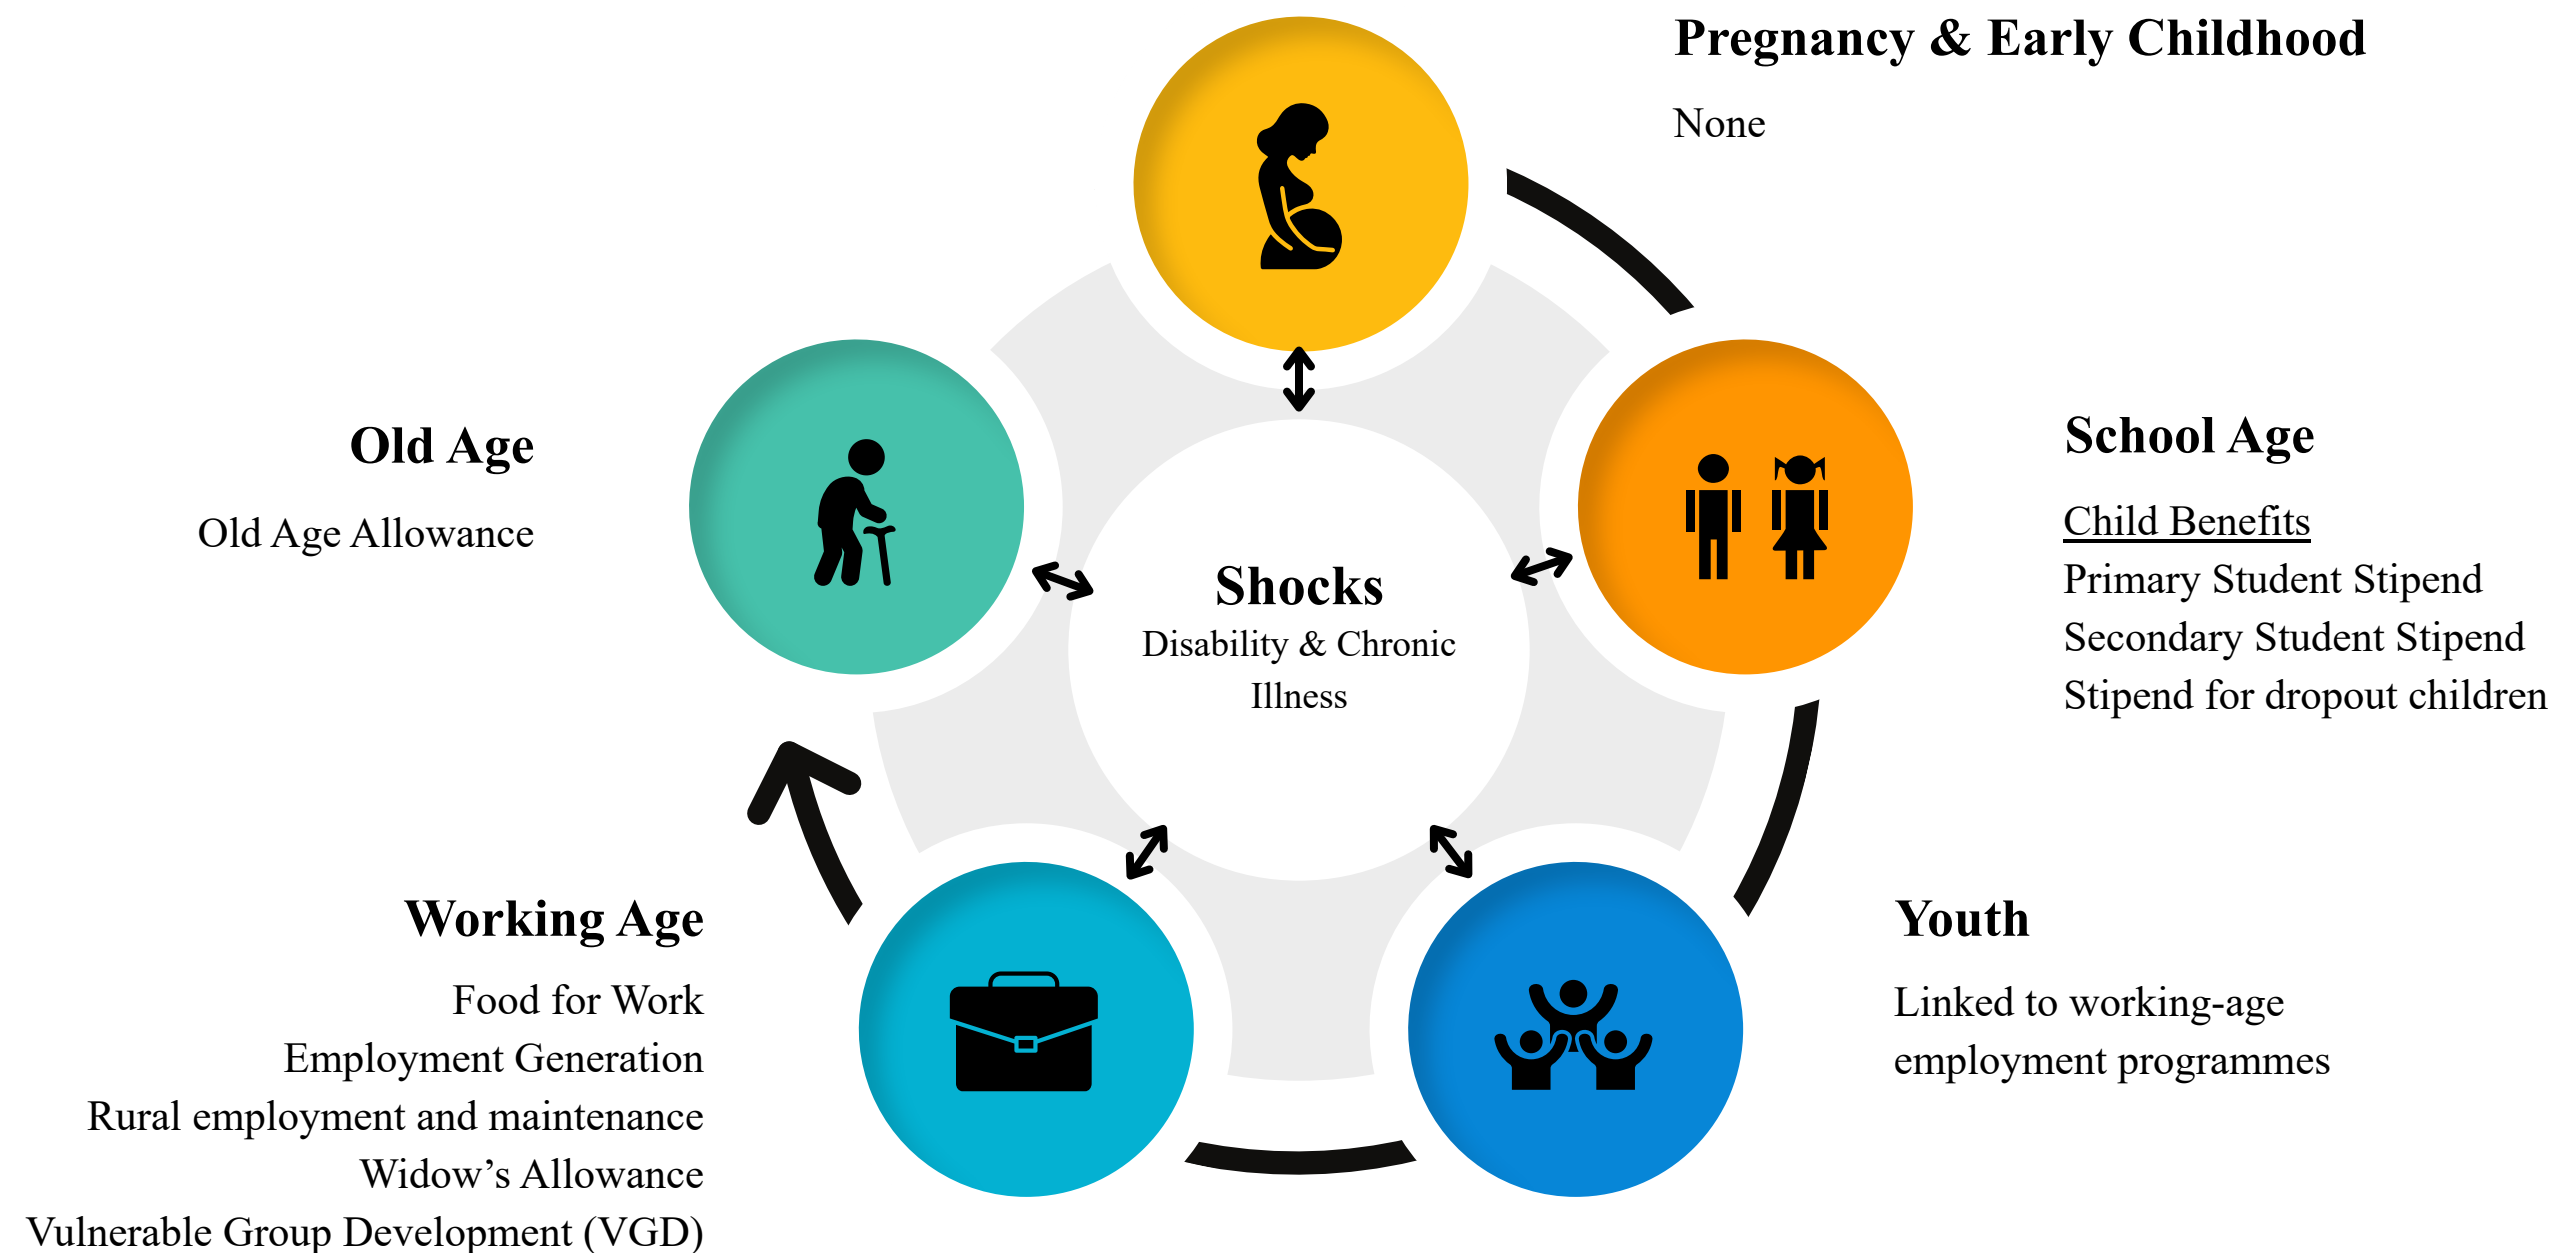 Pregnancy & Early Childhood
None
School Age
Child Benefits
Primary Student Stipend
Secondary Student Stipend
Stipend for dropout children
Youth
Linked to working-age
employment programmes
Working Age
Food for Work
Employment Generation
Rural employment and maintenance
Widow’s Allowance
Vulnerable Group Development (VGD)
Old Age
Old Age Allowance
Shocks
Disability & Chronic
Illness